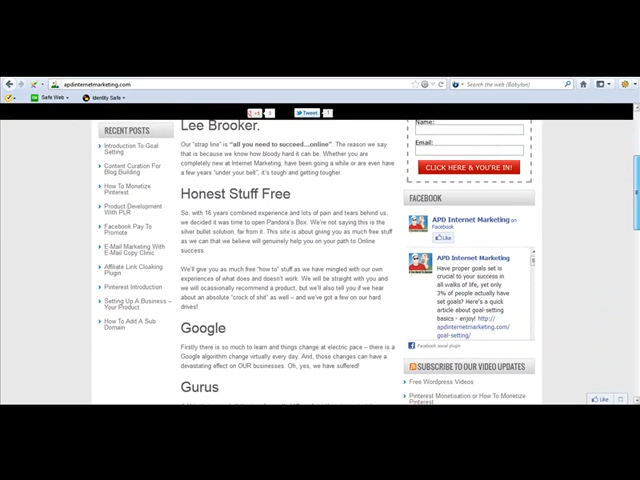 apdinternetmarketing.com
Search the web (Babylon)
Safe Web
Identity Safe
+1
Tweet
RECENT POSTS
Introduction To Goal
Setting
Content Curation For
Blog Building
How To Monetize
Pinterest
Product Development
With PLR
Facebook Pay To
Promote
E-Mail Marketing With
E-Mail Copy Clinic
Affiliate Link Cloaking
Plugin
Pinterest Introduction
Setting Up A Business –
Your Product
How To Add A Sub
Domain
Lee Brooker.
Our "strap line" is "all you need to succeed...online". The reason we say
that is because we know how bloody hard it can be. Whether you are
completely new at Internet Marketing, have been going a while or are even have
a few years "under your belt", it's tough and getting tougher.
Honest Stuff Free
So, with 16 years combined experience and lots of pain and tears behind us,
we decided it was time to open Pandora's Box. We're not saying this is the
silver bullet solution, far from it. This site is about giving you as much free stuff
as we can that we believe will genuinely help you on your path to Online
success.
We'll give you as much free "how to" stuff as we have mingled with our own
experiences of what does and doesn't work. We will be straight with you and
we will ocassionally recommend a product, but we'll also tell you if we hear
about an absolute "crock of shit" as well – and we've got a few on our hard
drives!
Google
Firstly there is so much to learn and things change at electric pace – there is a
Google algorithm change virtually every day. And, those changes can have a
devastating effect on OUR businesses. Oh, yes, we have suffered!
Gurus
Name:
Email:
CLICK HERE & YOU'RE IN!
FACEBOOK
APD Internet Marketing on
Facebook
Like
APD Internet Marketing
Have proper goals set is
crucial to your success in
all walks of life, yet only
3% of people actually have
set goals? Here's a quick
article about goal-setting
basics - enjoy! http://
apdinternetmarketing.com/
goal-setting/
Facebook social plugin
SUBSCRIBE TO OUR VIDEO UPDATES
Free Wordpress Videos
Pinterest Monetisation or How To Monetize
Pinterest
Like